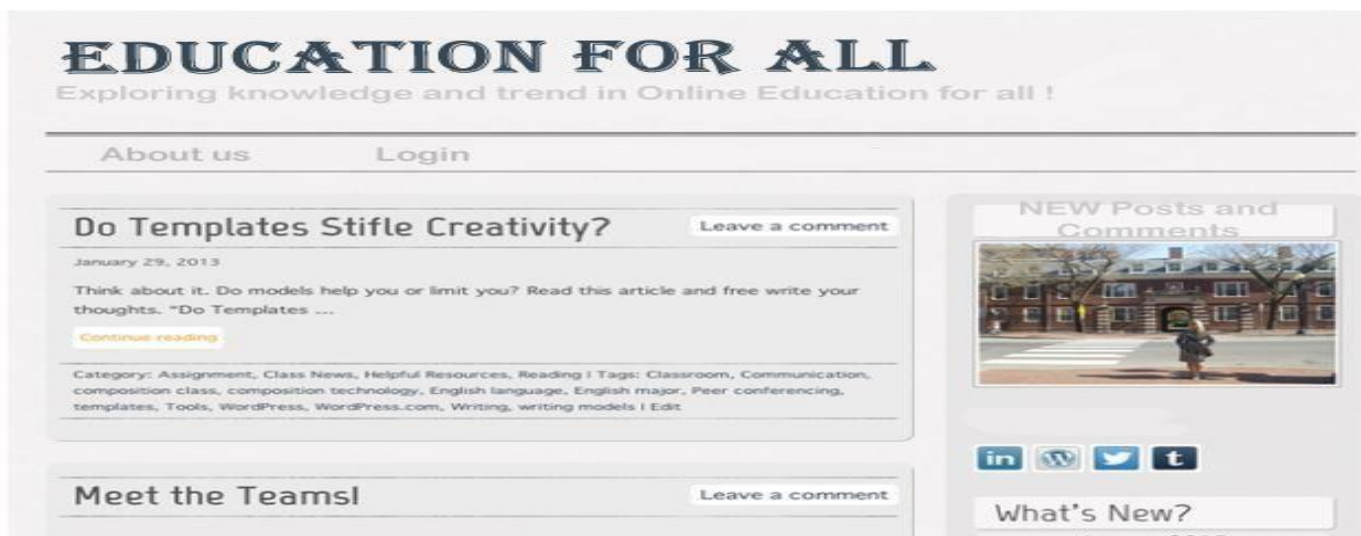 EDUCATION FOR ALL
Exploring knowledge and trend in Online Education for all !
About us Login
Do Templates Stifle Creativity? Leave a comment
January 29, 2013
Think about it. Do models help you or limit you? Read this article and free write your
thoughts. "Do Templates ...
Continue reading
Category: Assignment, Class News, Helpful Resources, Reading | Tags: Classroom, Communication,
composition class, composition technology, English language, English major, Peer conferencing,
templates, Tools, WordPress, WordPress.com, Writing, writing models | Edit
Meet the Teams! Leave a comment
NEW Posts and
Comments
in W t
What's New?